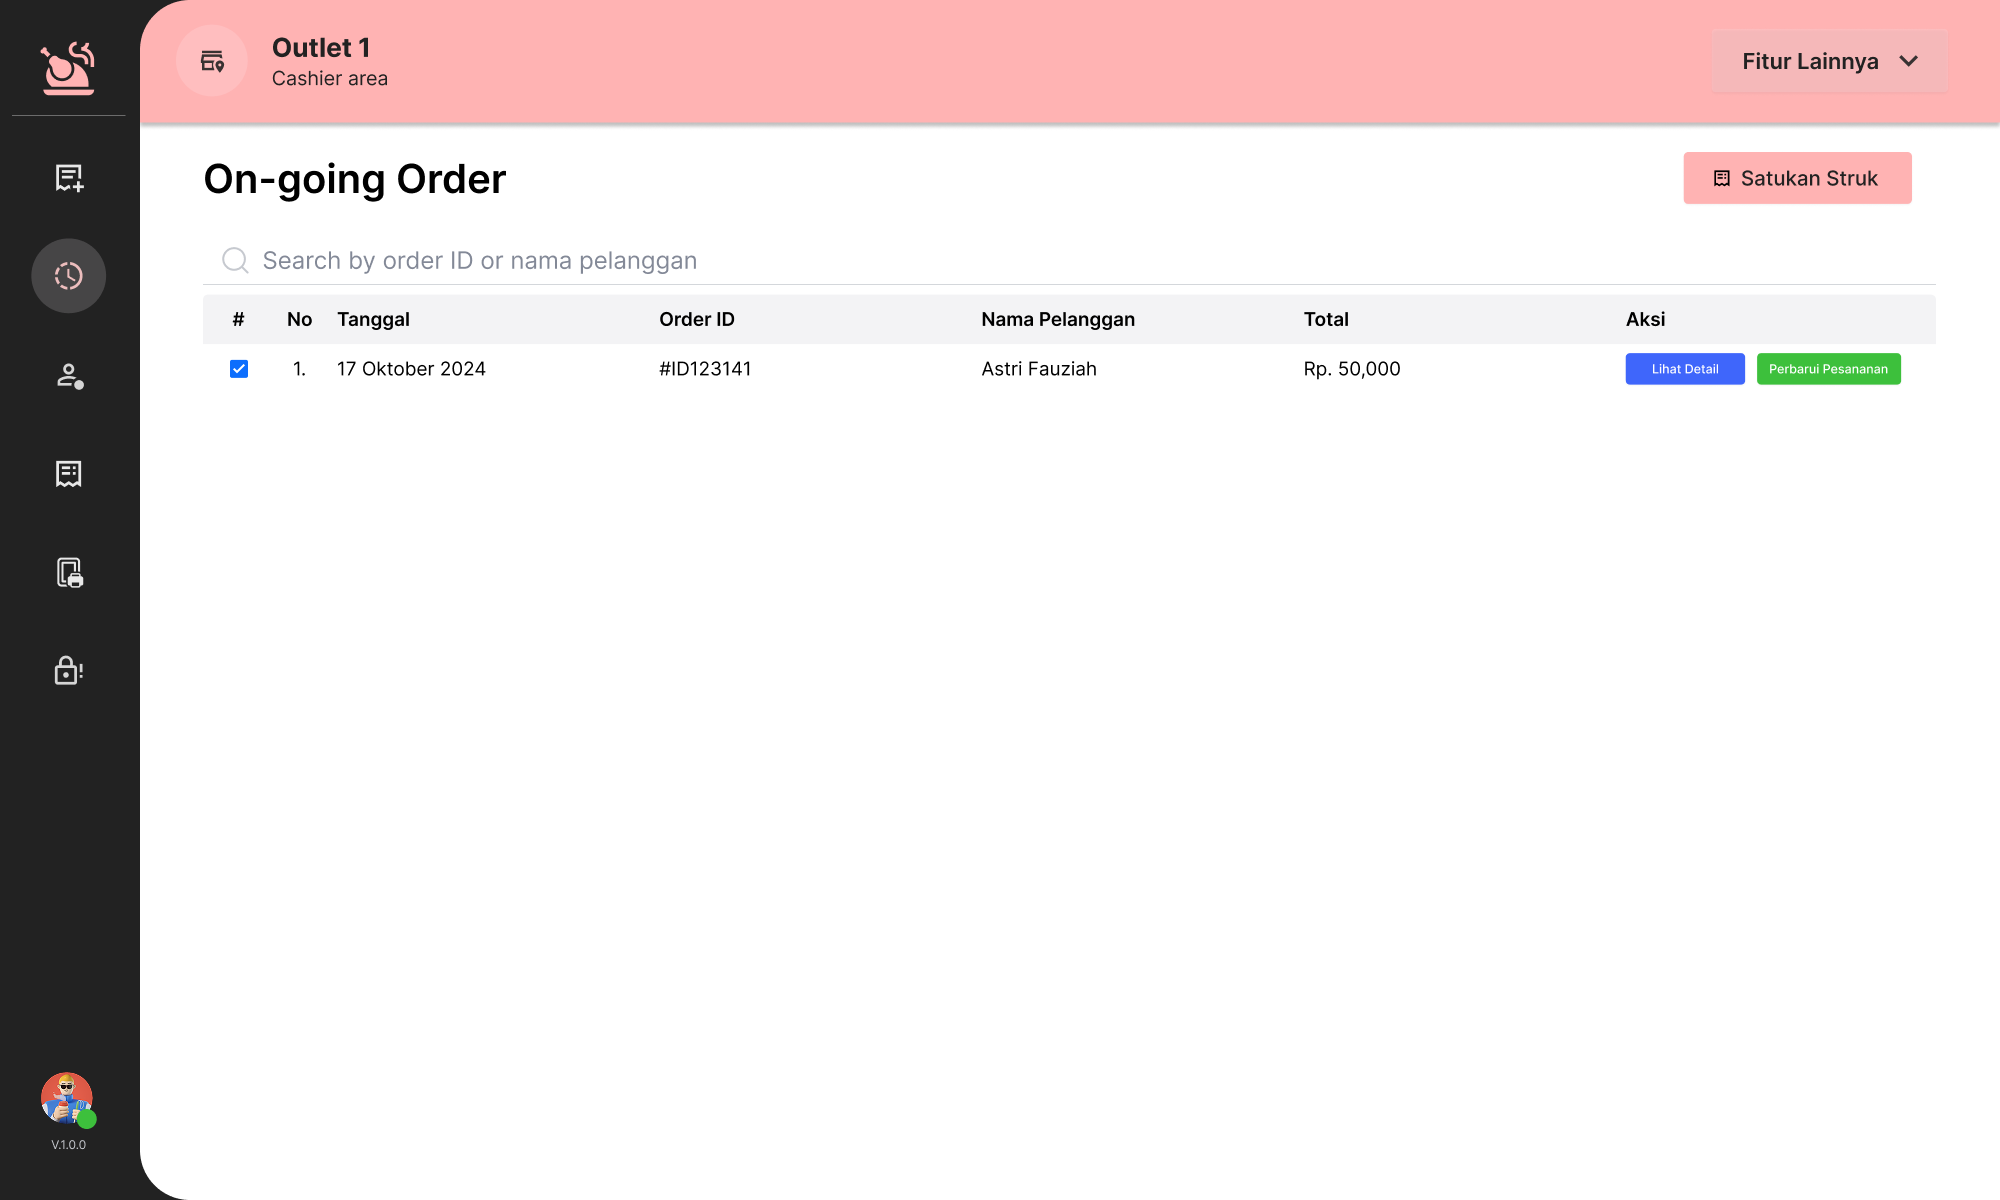 Outlet 1
Cashier area
Fitur Lainnya
On-going Order
Satukan Struk
Search by order ID or nama pelanggan
# No Tanggal Order ID Nama Pelanggan Total Aksi
1. 17 Oktober 2024 #ID123141 Astri Fauziah Rp. 50,000 Lihat Detail Perbarui Pesananan
V.1.0.0